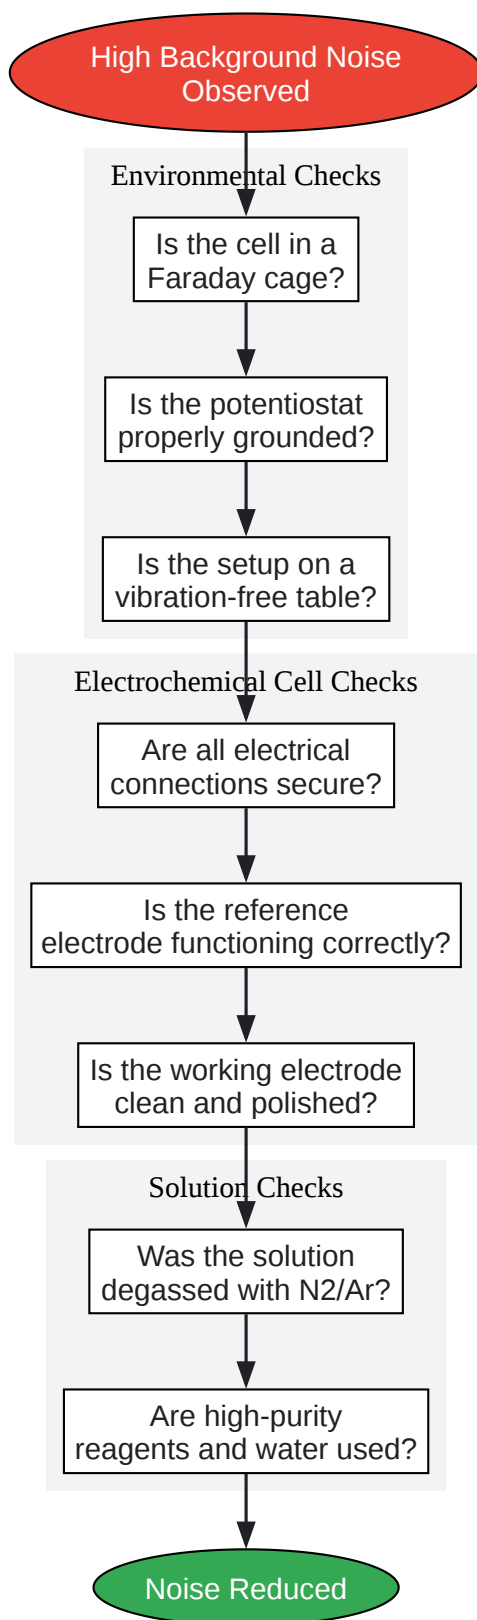 High Background Noise
Observed
Environmental Checks
Is the cell in a
Faraday cage?
Is the potentiostat
properly grounded?
Is the setup on a
vibration-free table?
Electrochemical Cell Checks
Are all electrical
connections secure?
Is the reference
electrode functioning correctly?
Is the working electrode
clean and polished?
Solution Checks
Was the solution
degassed with N2/Ar?
Are high-purity
reagents and water used?
Noise Reduced